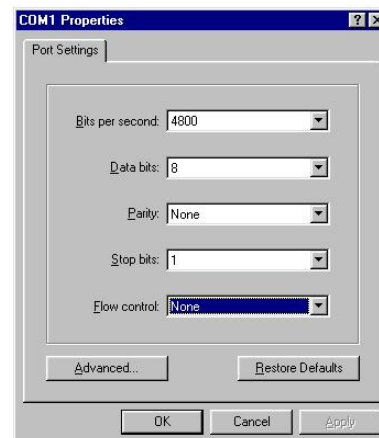 COM1 Properties
Port Settings
Bits per second: 4800
Data bits: 8
Parity: None
Stop bits: 1
Flow control: None
Advanced... Restore Defaults
OK Cancel Apply